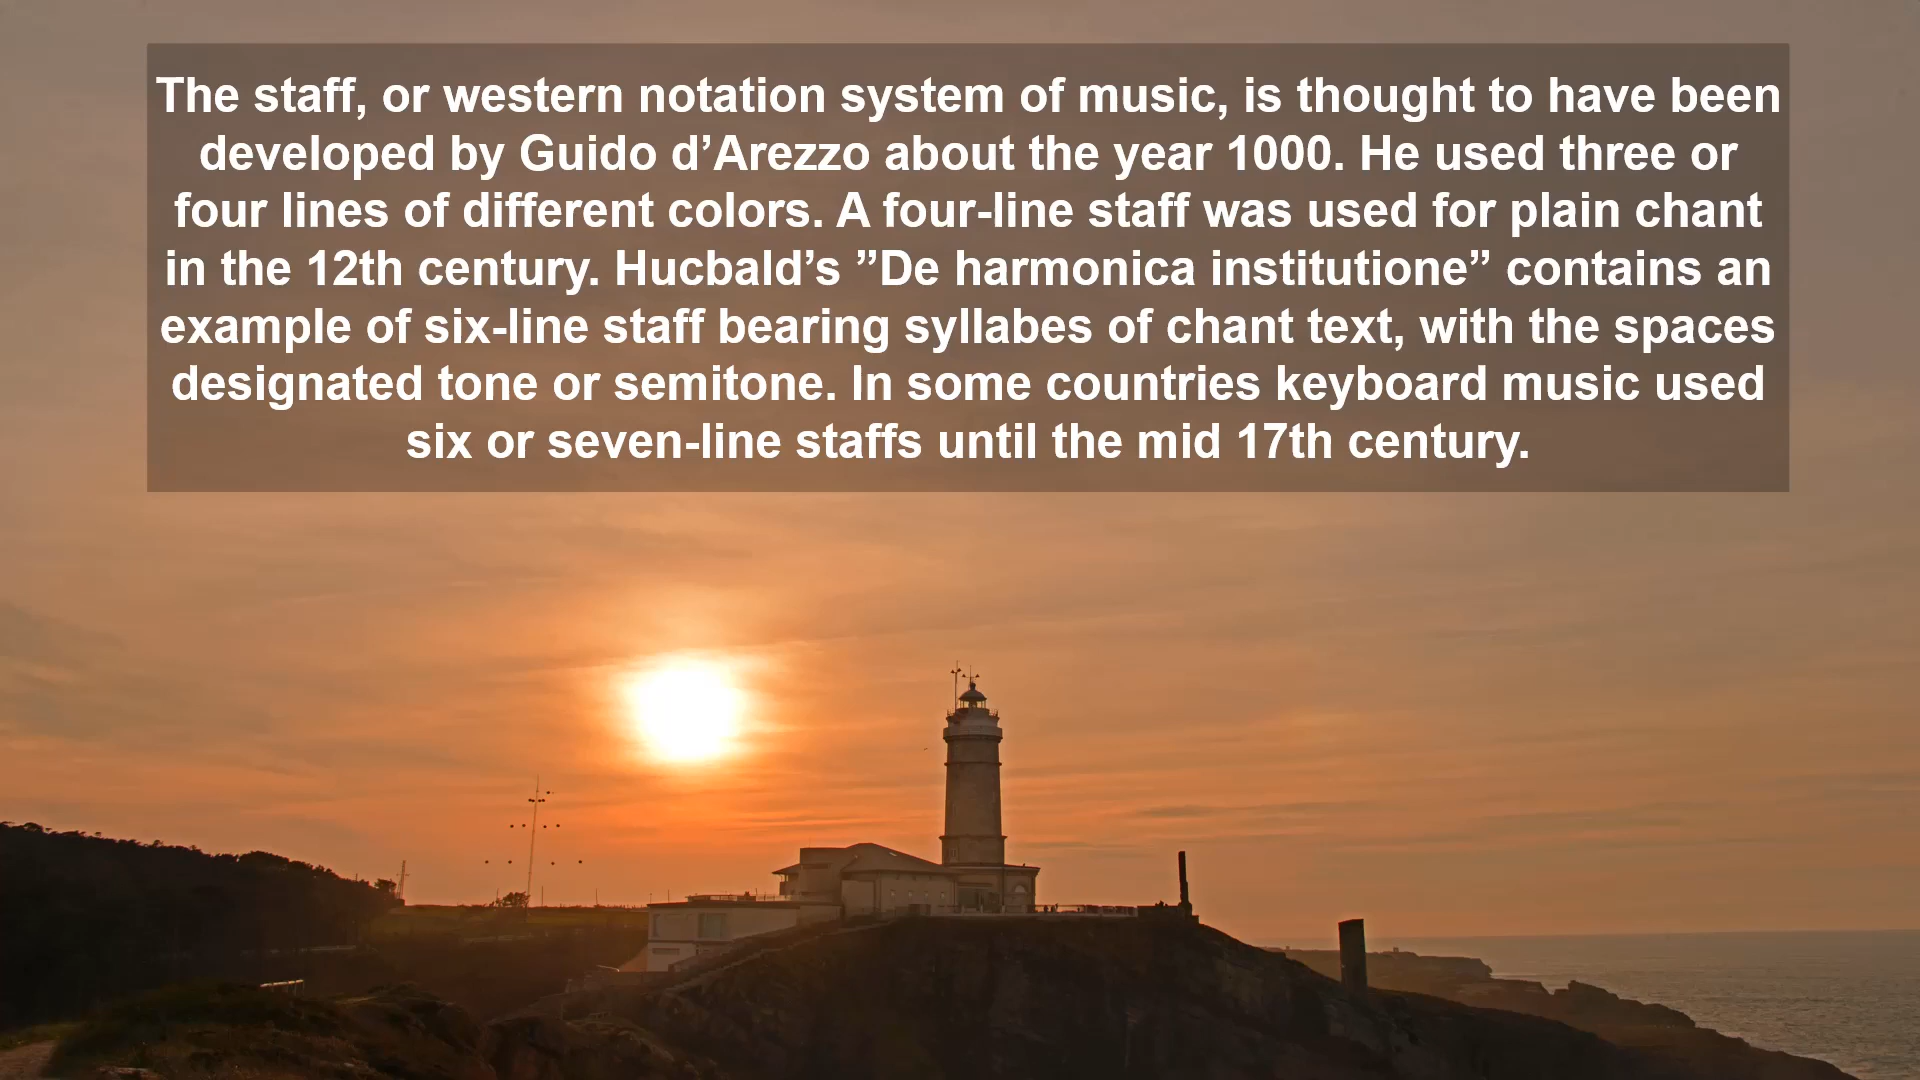 The staff, or western notation system of music, is thought to have been
developed by Guido d’Arezzo about the year 1000. He used three or
four lines of different colors. A four-line staff was used for plain chant
in the 12th century. Hucbald’s ”De harmonica institutione” contains an
example of six-line staff bearing syllabes of chant text, with the spaces
designated tone or semitone. In some countries keyboard music used
six or seven-line staffs until the mid 17th century.